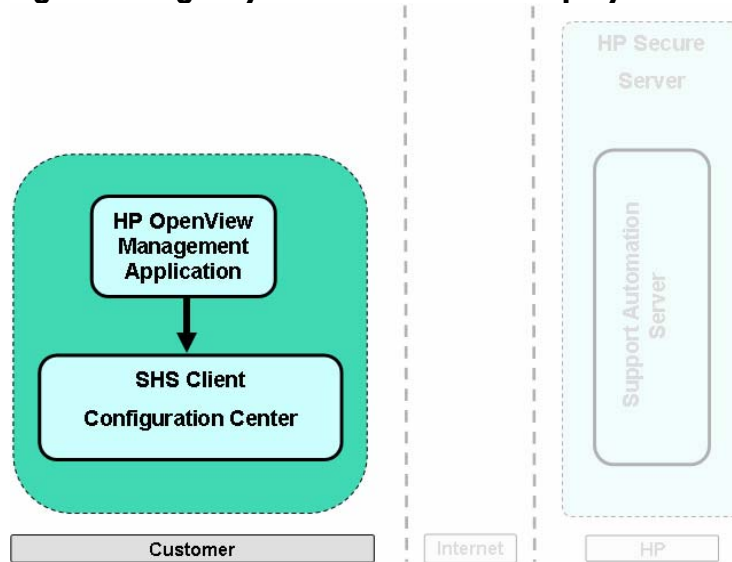 HP Secure
Server
HP OpenView
Management
Application
SHS Client
Configuration Center
Support Automation
Server
Customer
Internet
HP